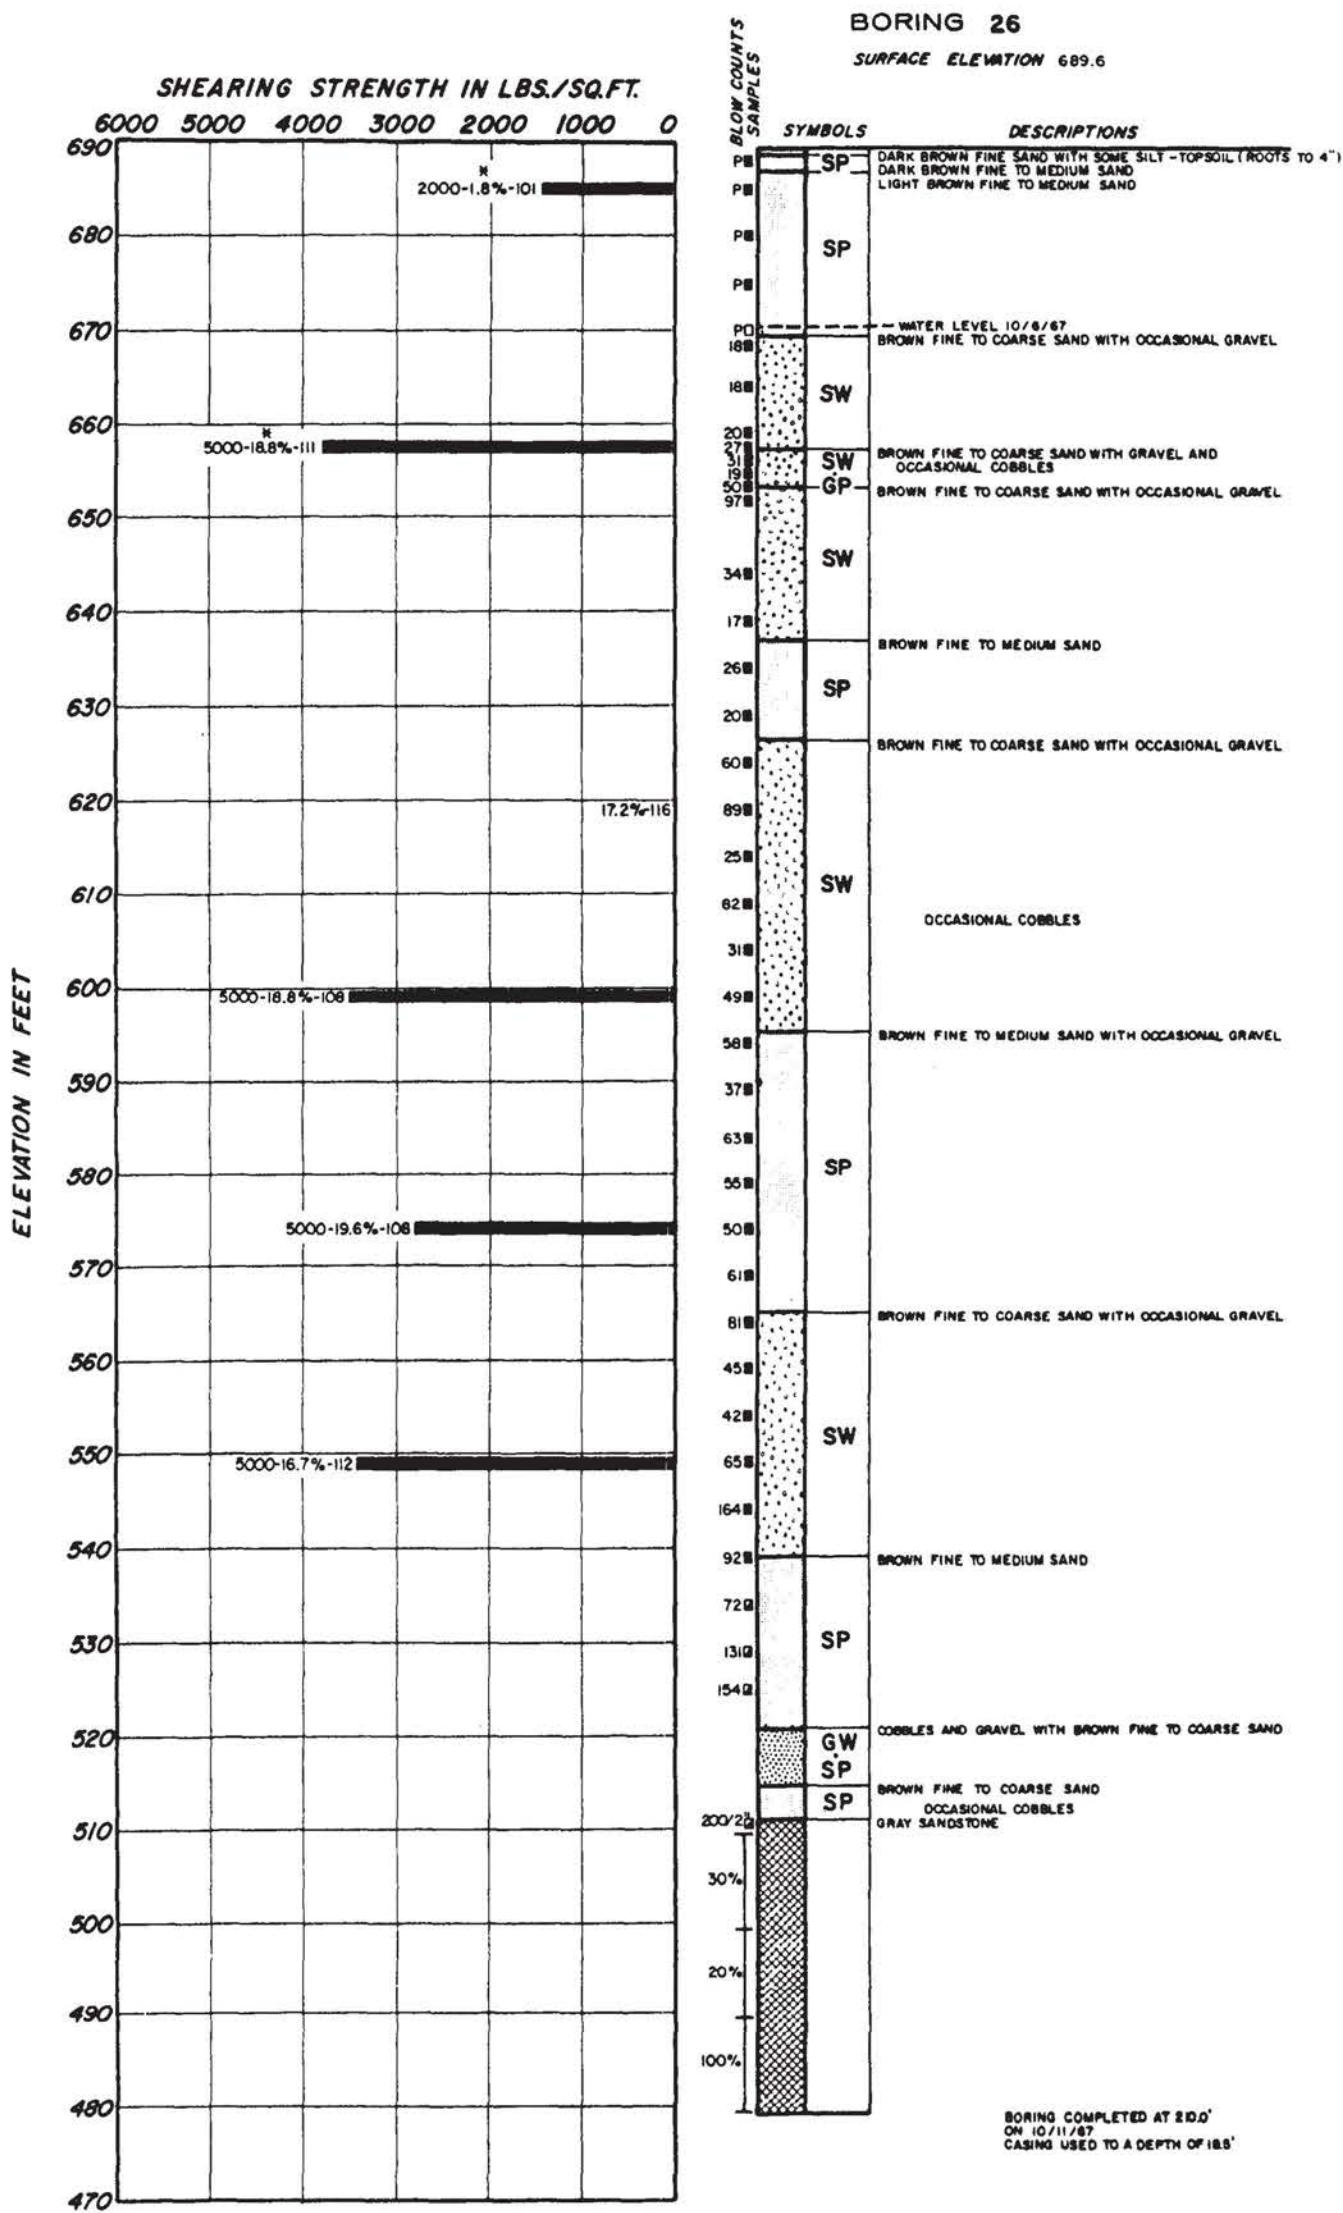 BORING 26
SURFACE ELEVATION 689.6
SHEARING STRENGTH IN LBS./SQ.FT.
6000 5000 4000 3000 2000 1000 0
BLOW COUNTS
SAMPLES
SYMBOLS
DESCRIPTIONS
ELEVATION IN FEET
690
680
670
660
650
640
630
620
610
600
590
580
570
560
550
540
530
520
510
500
490
480
470
*
2000-1.8%-101
*
5000-18.8%-111
17.2%-116
5000-18.8%-108
5000-19.6%-108
5000-16.7%-112
P
P
P
P
P
18
18
20
27
31
19
50
97
34
17
26
20
60
89
25
82
31
49
58
37
63
55
50
61
81
45
42
65
164
92
72
131
154
200/2"
30%
20%
100%
SP
SP
SW
SW
GP
SW
SP
SW
SP
SW
SP
GW
SP
SP
DARK BROWN FINE SAND WITH SOME SILT - TOPSOIL (ROOTS TO 4")
DARK BROWN FINE TO MEDIUM SAND
LIGHT BROWN FINE TO MEDIUM SAND
WATER LEVEL 10/6/67
BROWN FINE TO COARSE SAND WITH OCCASIONAL GRAVEL
BROWN FINE TO COARSE SAND WITH GRAVEL AND
OCCASIONAL COBBLES
BROWN FINE TO COARSE SAND WITH OCCASIONAL GRAVEL
BROWN FINE TO MEDIUM SAND
BROWN FINE TO COARSE SAND WITH OCCASIONAL GRAVEL
OCCASIONAL COBBLES
BROWN FINE TO MEDIUM SAND WITH OCCASIONAL GRAVEL
BROWN FINE TO COARSE SAND WITH OCCASIONAL GRAVEL
BROWN FINE TO MEDIUM SAND
COBBLES AND GRAVEL WITH BROWN FINE TO COARSE SAND
BROWN FINE TO COARSE SAND
OCCASIONAL COBBLES
GRAY SANDSTONE
BORING COMPLETED AT 210.0'
ON 10/11/67
CASING USED TO A DEPTH OF